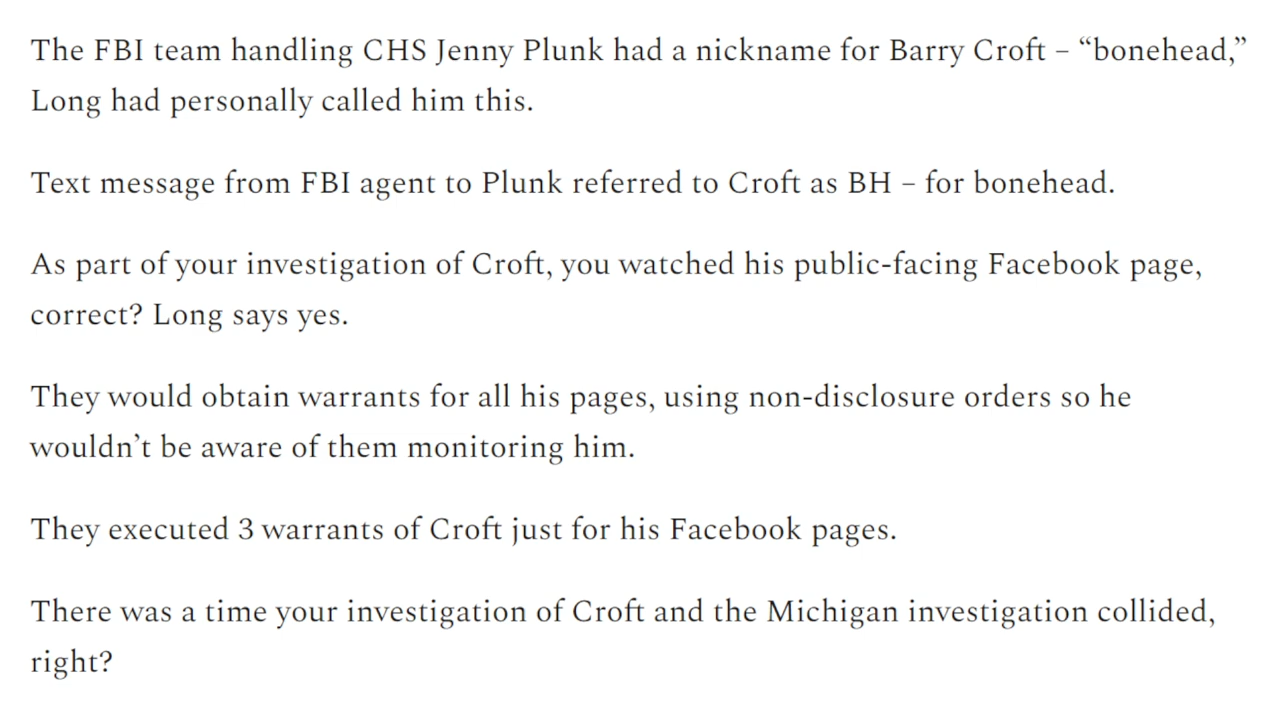 The FBI team handling CHS Jenny Plunk had a nickname for Barry Croft – “bonehead,”
Long had personally called him this.
Text message from FBI agent to Plunk referred to Croft as BH – for bonehead.
As part of your investigation of Croft, you watched his public-facing Facebook page,
correct? Long says yes.
They would obtain warrants for all his pages, using non-disclosure orders so he
wouldn’t be aware of them monitoring him.
They executed 3 warrants of Croft just for his Facebook pages.
There was a time your investigation of Croft and the Michigan investigation collided,
right?